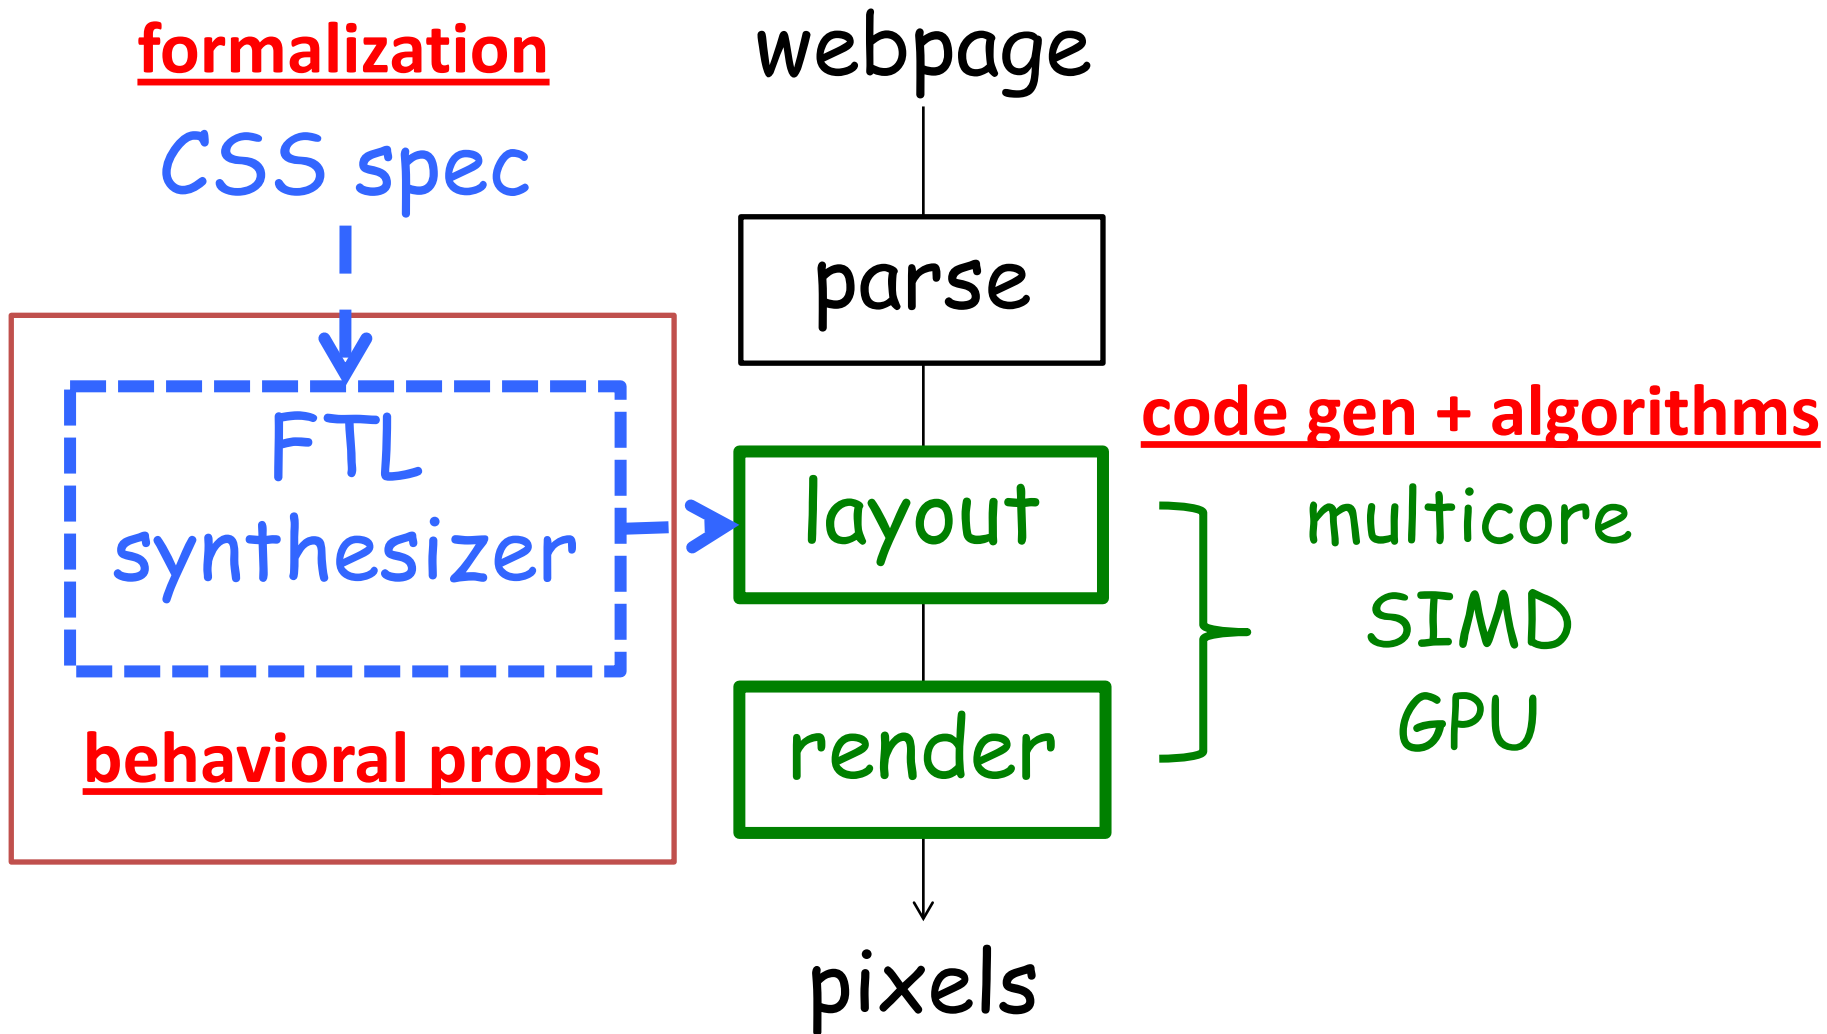 formalization
CSS spec
FTL
synthesizer
behavioral props
webpage
parse
layout
render
pixels
code gen + algorithms
multicore
SIMD
GPU